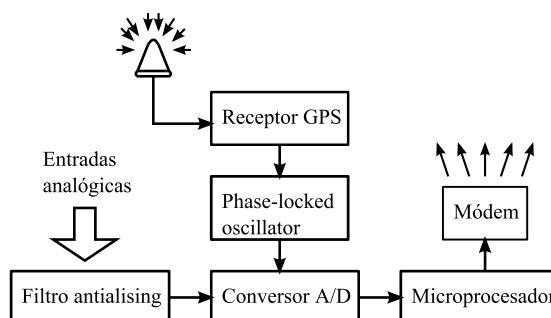 Receptor GPS
Entradas
analógicas
Phase-locked
oscillator
Módem
Filtro antialising
Conversor A/D
Microprocesador